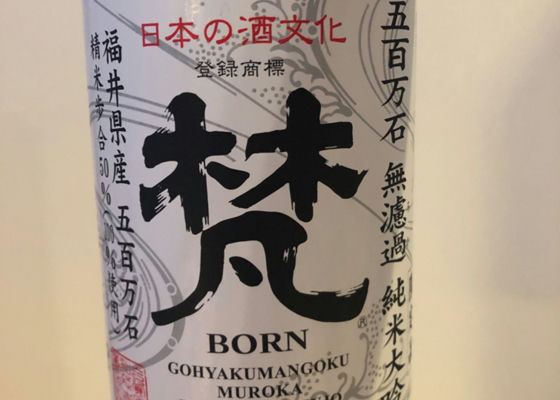 日本の酒文化
登録商標
五百万石 無濾過 純米大吟
梵
福井県産 五百万石
精米歩合50%
BORN
GOHYAKUMANGOKU
MUROKA